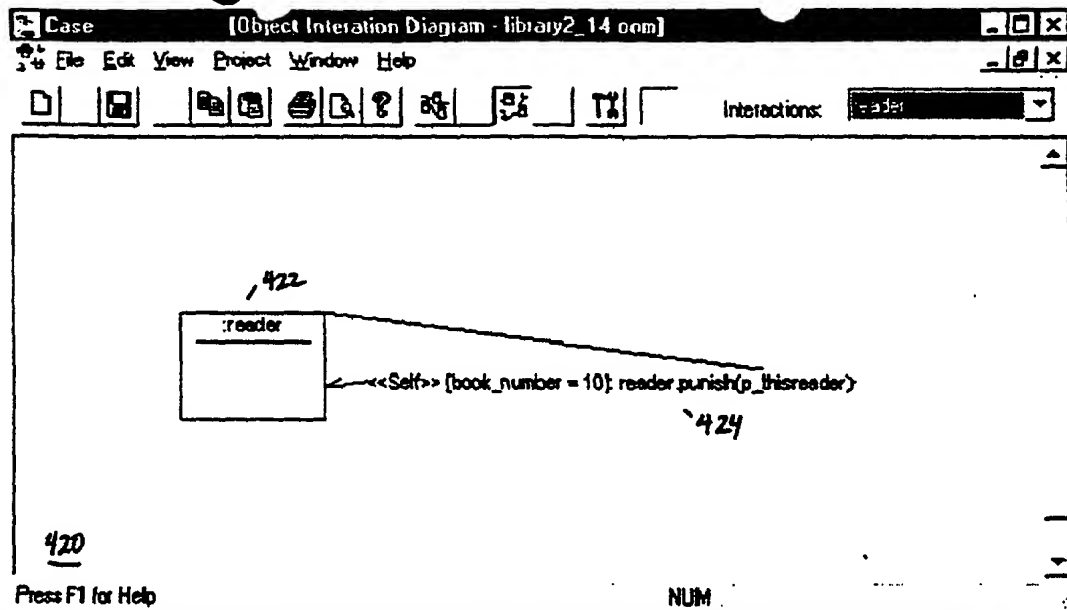 Case [Object Interation Diagram - library2_14 oom]
File Edit View Project Window Help
Interactions: reader
422
:reader
<<Self>> [book_number = 10]: reader.punish(p_thisreader)
424
420
Press F1 for Help NUM